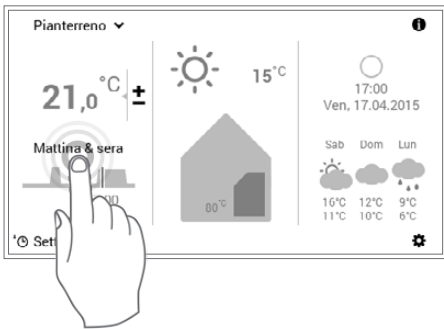 Pianterreno
21,0 °C ±
15°C
17:00
Ven, 17.04.2015
Mattina & sera
Sab Dom Lun
80°C
16°C 12°C 9°C
11°C 10°C 6°C